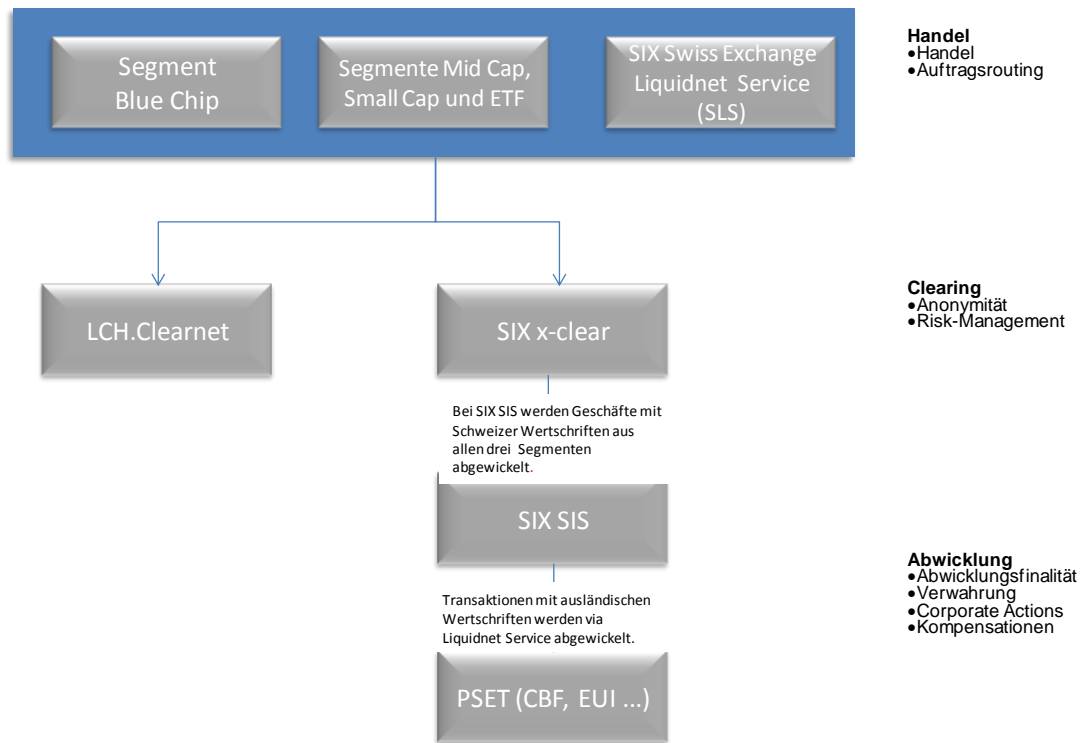 Segment
Blue Chip
Segmente Mid Cap,
Small Cap und ETF
SIX Swiss Exchange
Liquidnet Service
(SLS)
Handel
•Handel
•Auftragsrouting
LCH.Clearnet
SIX x-clear
Clearing
•Anonymität
•Risk-Management
Bei SIX SIS werden Geschäfte mit
Schweizer Wertschriften aus
allen drei Segmenten
abgewickelt.
SIX SIS
Abwicklung
•Abwicklungsfinalität
•Verwahrung
•Corporate Actions
•Kompensationen
Transaktionen mit ausländischen
Wertschriften werden via
Liquidnet Service abgewickelt.
PSET (CBF, EUI ...)